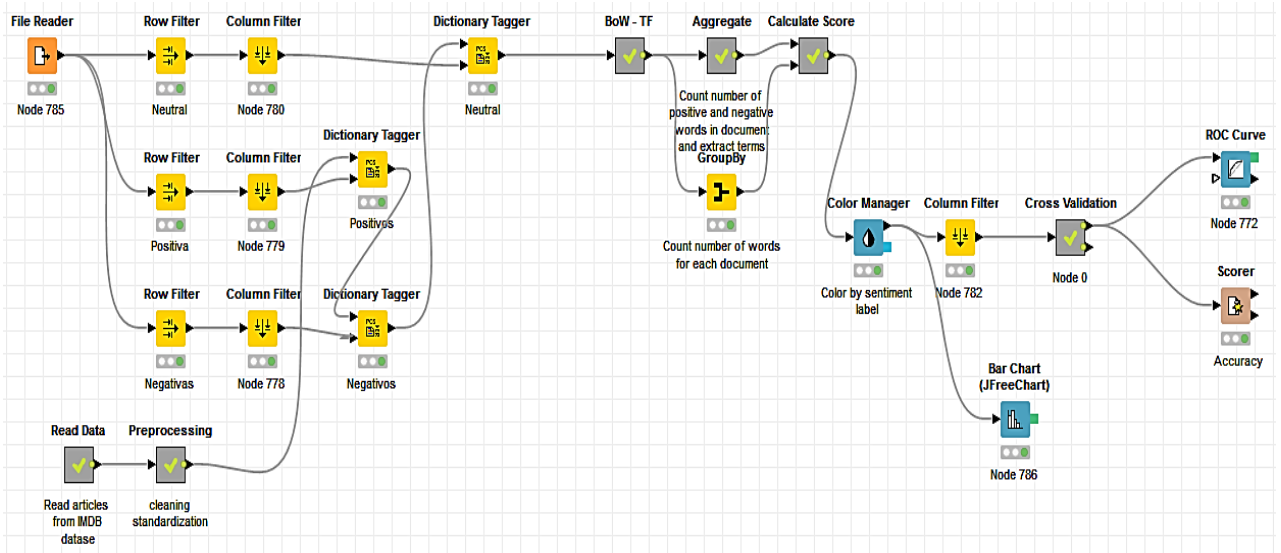 File Reader
Row Filter
Column Filter
Dictionary Tagger
BoW - TF
Aggregate
Calculate Score
Node 785
Neutral
Node 780
Neutral
Count number of
positive and negative
words in document
and extract terms
Dictionary Tagger
Row Filter
Column Filter
GroupBy
ROC Curve
Positiva
Node 779
Positivos
Count number of words
for each document
Color Manager
Column Filter
Cross Validation
Node 772
Color by sentiment
label
Node 782
Node 0
Scorer
Accuracy
Row Filter
Column Filter
Dictionary Tagger
Negativas
Node 778
Negativos
Bar Chart
(JFreeChart)
Node 786
Read Data
Preprocessing
Read articles
from IMDB
datase
cleaning
standardization